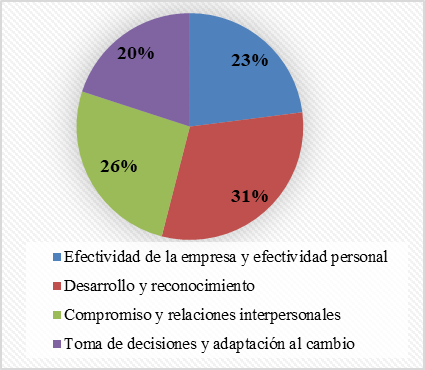 20%
23%
26%
31%
Efectividad de la empresa y efectividad personal
Desarrollo y reconocimiento
Compromiso y relaciones interpersonales
Toma de decisiones y adaptación al cambio